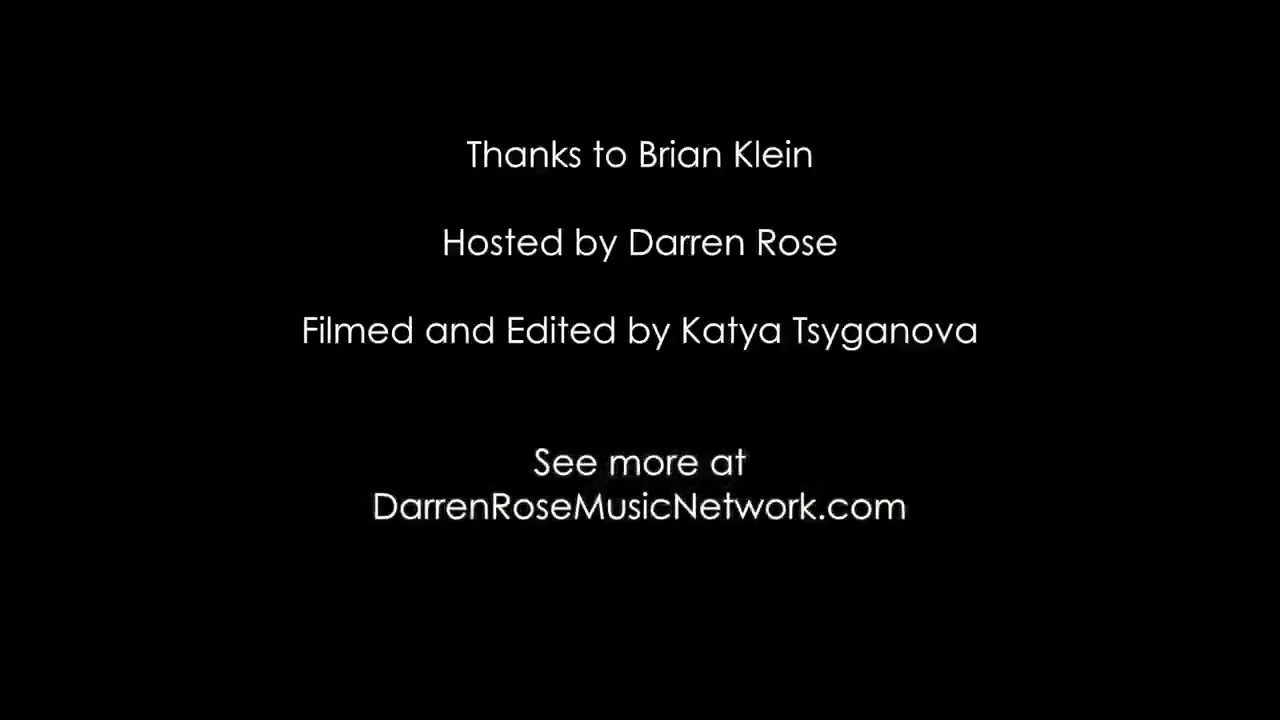 Thanks to Brian Klein
Hosted by Darren Rose
Filmed and Edited by Katya Tsyganova
See more at
DarrenRoseMusicNetwork.com